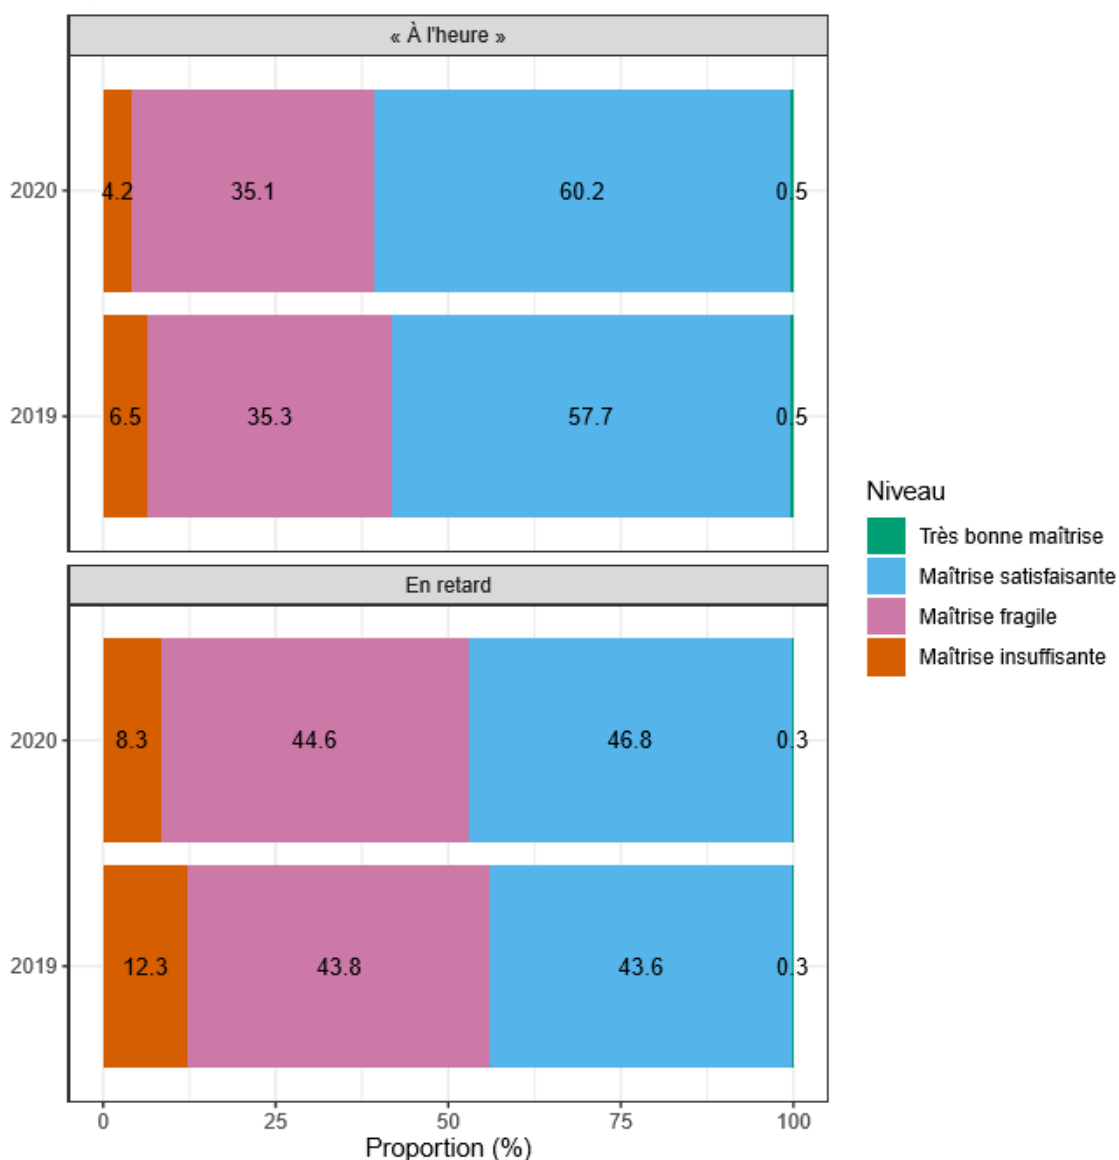 « À l'heure »
2020
4.2 35.1 60.2 0.5
2019
6.5 35.3 57.7 0.5
En retard
2020
8.3 44.6 46.8 0.3
2019
12.3 43.8 43.6 0.3
0 25 50 75 100
Proportion (%)
Niveau
Très bonne maîtrise
Maîtrise satisfaisante
Maîtrise fragile
Maîtrise insuffisante